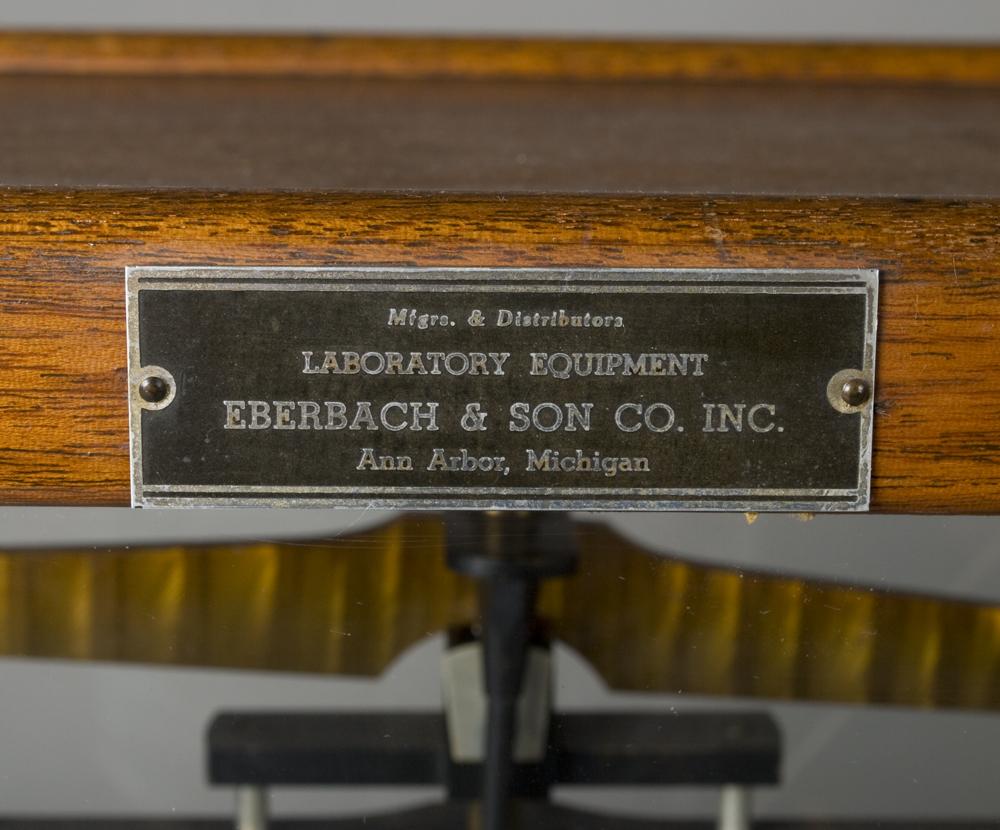 Mfgrs. & Distributors
LABORATORY EQUIPMENT
EBERBACH & SON CO. INC.
Ann Arbor, Michigan